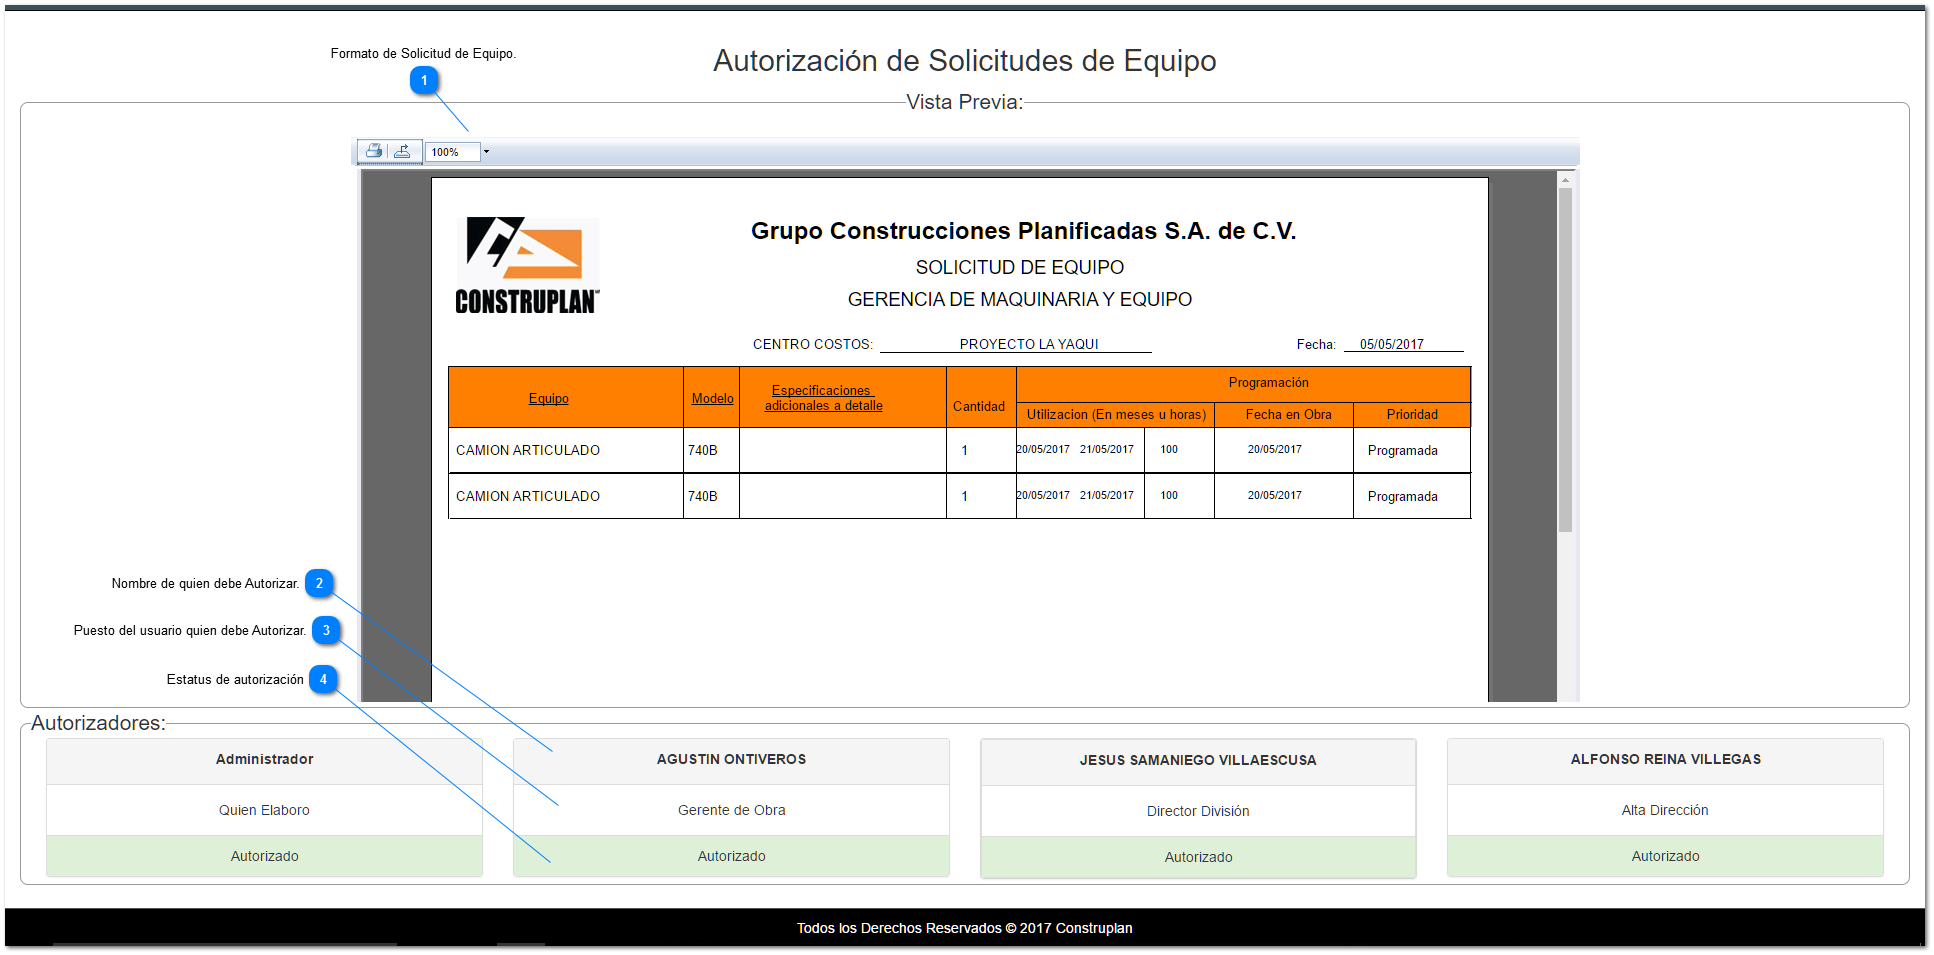 Formato de Solicitud de Equipo.
1
Autorización de Solicitudes de Equipo
Vista Previa:
100%
CONSTRUPLAN
Grupo Construcciones Planificadas S.A. de C.V.
SOLICITUD DE EQUIPO
GERENCIA DE MAQUINARIA Y EQUIPO
CENTRO COSTOS: PROYECTO LA YAQUI Fecha: 05/05/2017
Equipo Modelo Especificaciones adicionales a detalle Cantidad Programación
Utilizacion (En meses u horas) Fecha en Obra Prioridad
CAMION ARTICULADO 740B 1 20/05/2017 21/05/2017 100 20/05/2017 Programada
CAMION ARTICULADO 740B 1 20/05/2017 21/05/2017 100 20/05/2017 Programada
Nombre de quien debe Autorizar. 2
Puesto del usuario quien debe Autorizar. 3
Estatus de autorización 4
Autorizadores:
Administrador AGUSTIN ONTIVEROS JESUS SAMANIEGO VILLAESCUSA ALFONSO REINA VILLEGAS
Quien Elaboro Gerente de Obra Director División Alta Dirección
Autorizado Autorizado Autorizado Autorizado
Todos los Derechos Reservados © 2017 Construplan